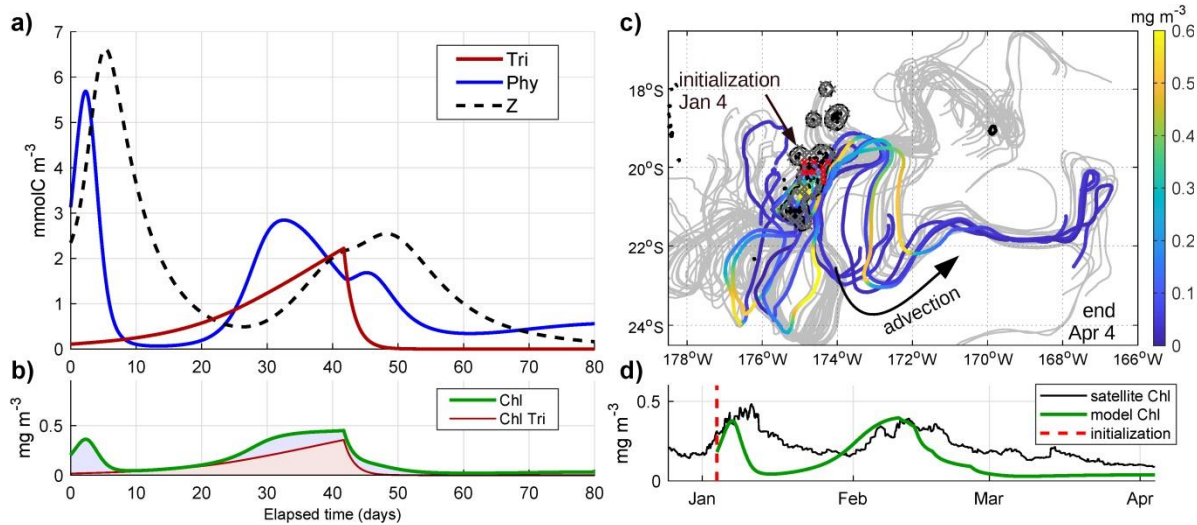 a)
7
6
5
4
3
2
1
0
mmolC m⁻³
Tri
Phy
Z
0 10 20 30 40 50 60 70 80
b)
mg m⁻³
0.5
0
Chl
Chl Tri
0 10 20 30 40 50 60 70 80
Elapsed time (days)
c)
mg m⁻³
initialization
Jan 4
18°S
20°S
22°S
24°S
advection
end
Apr 4
178°W 176°W 174°W 172°W 170°W 168°W 166°W
0.6
0.5
0.4
0.3
0.2
0.1
0
d)
mg m⁻³
0.5
0
satellite Chl
model Chl
initialization
Jan Feb Mar Apr